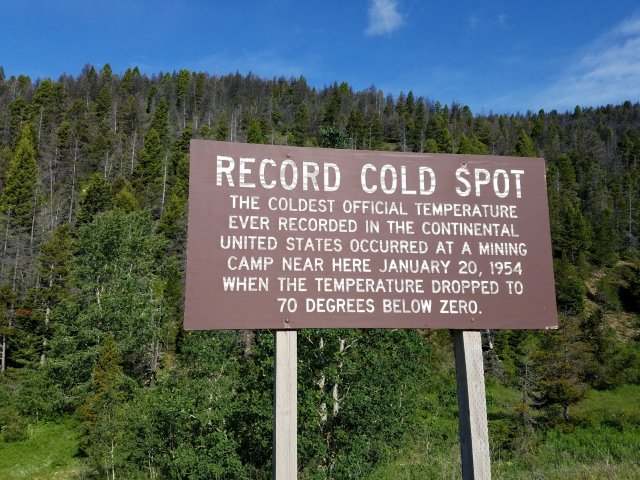 RECORD COLD SPOT
THE COLDEST OFFICIAL TEMPERATURE
EVER RECORDED IN THE CONTINENTAL
UNITED STATES OCCURRED AT A MINING
CAMP NEAR HERE JANUARY 20, 1954
WHEN THE TEMPERATURE DROPPED TO
70 DEGREES BELOW ZERO.